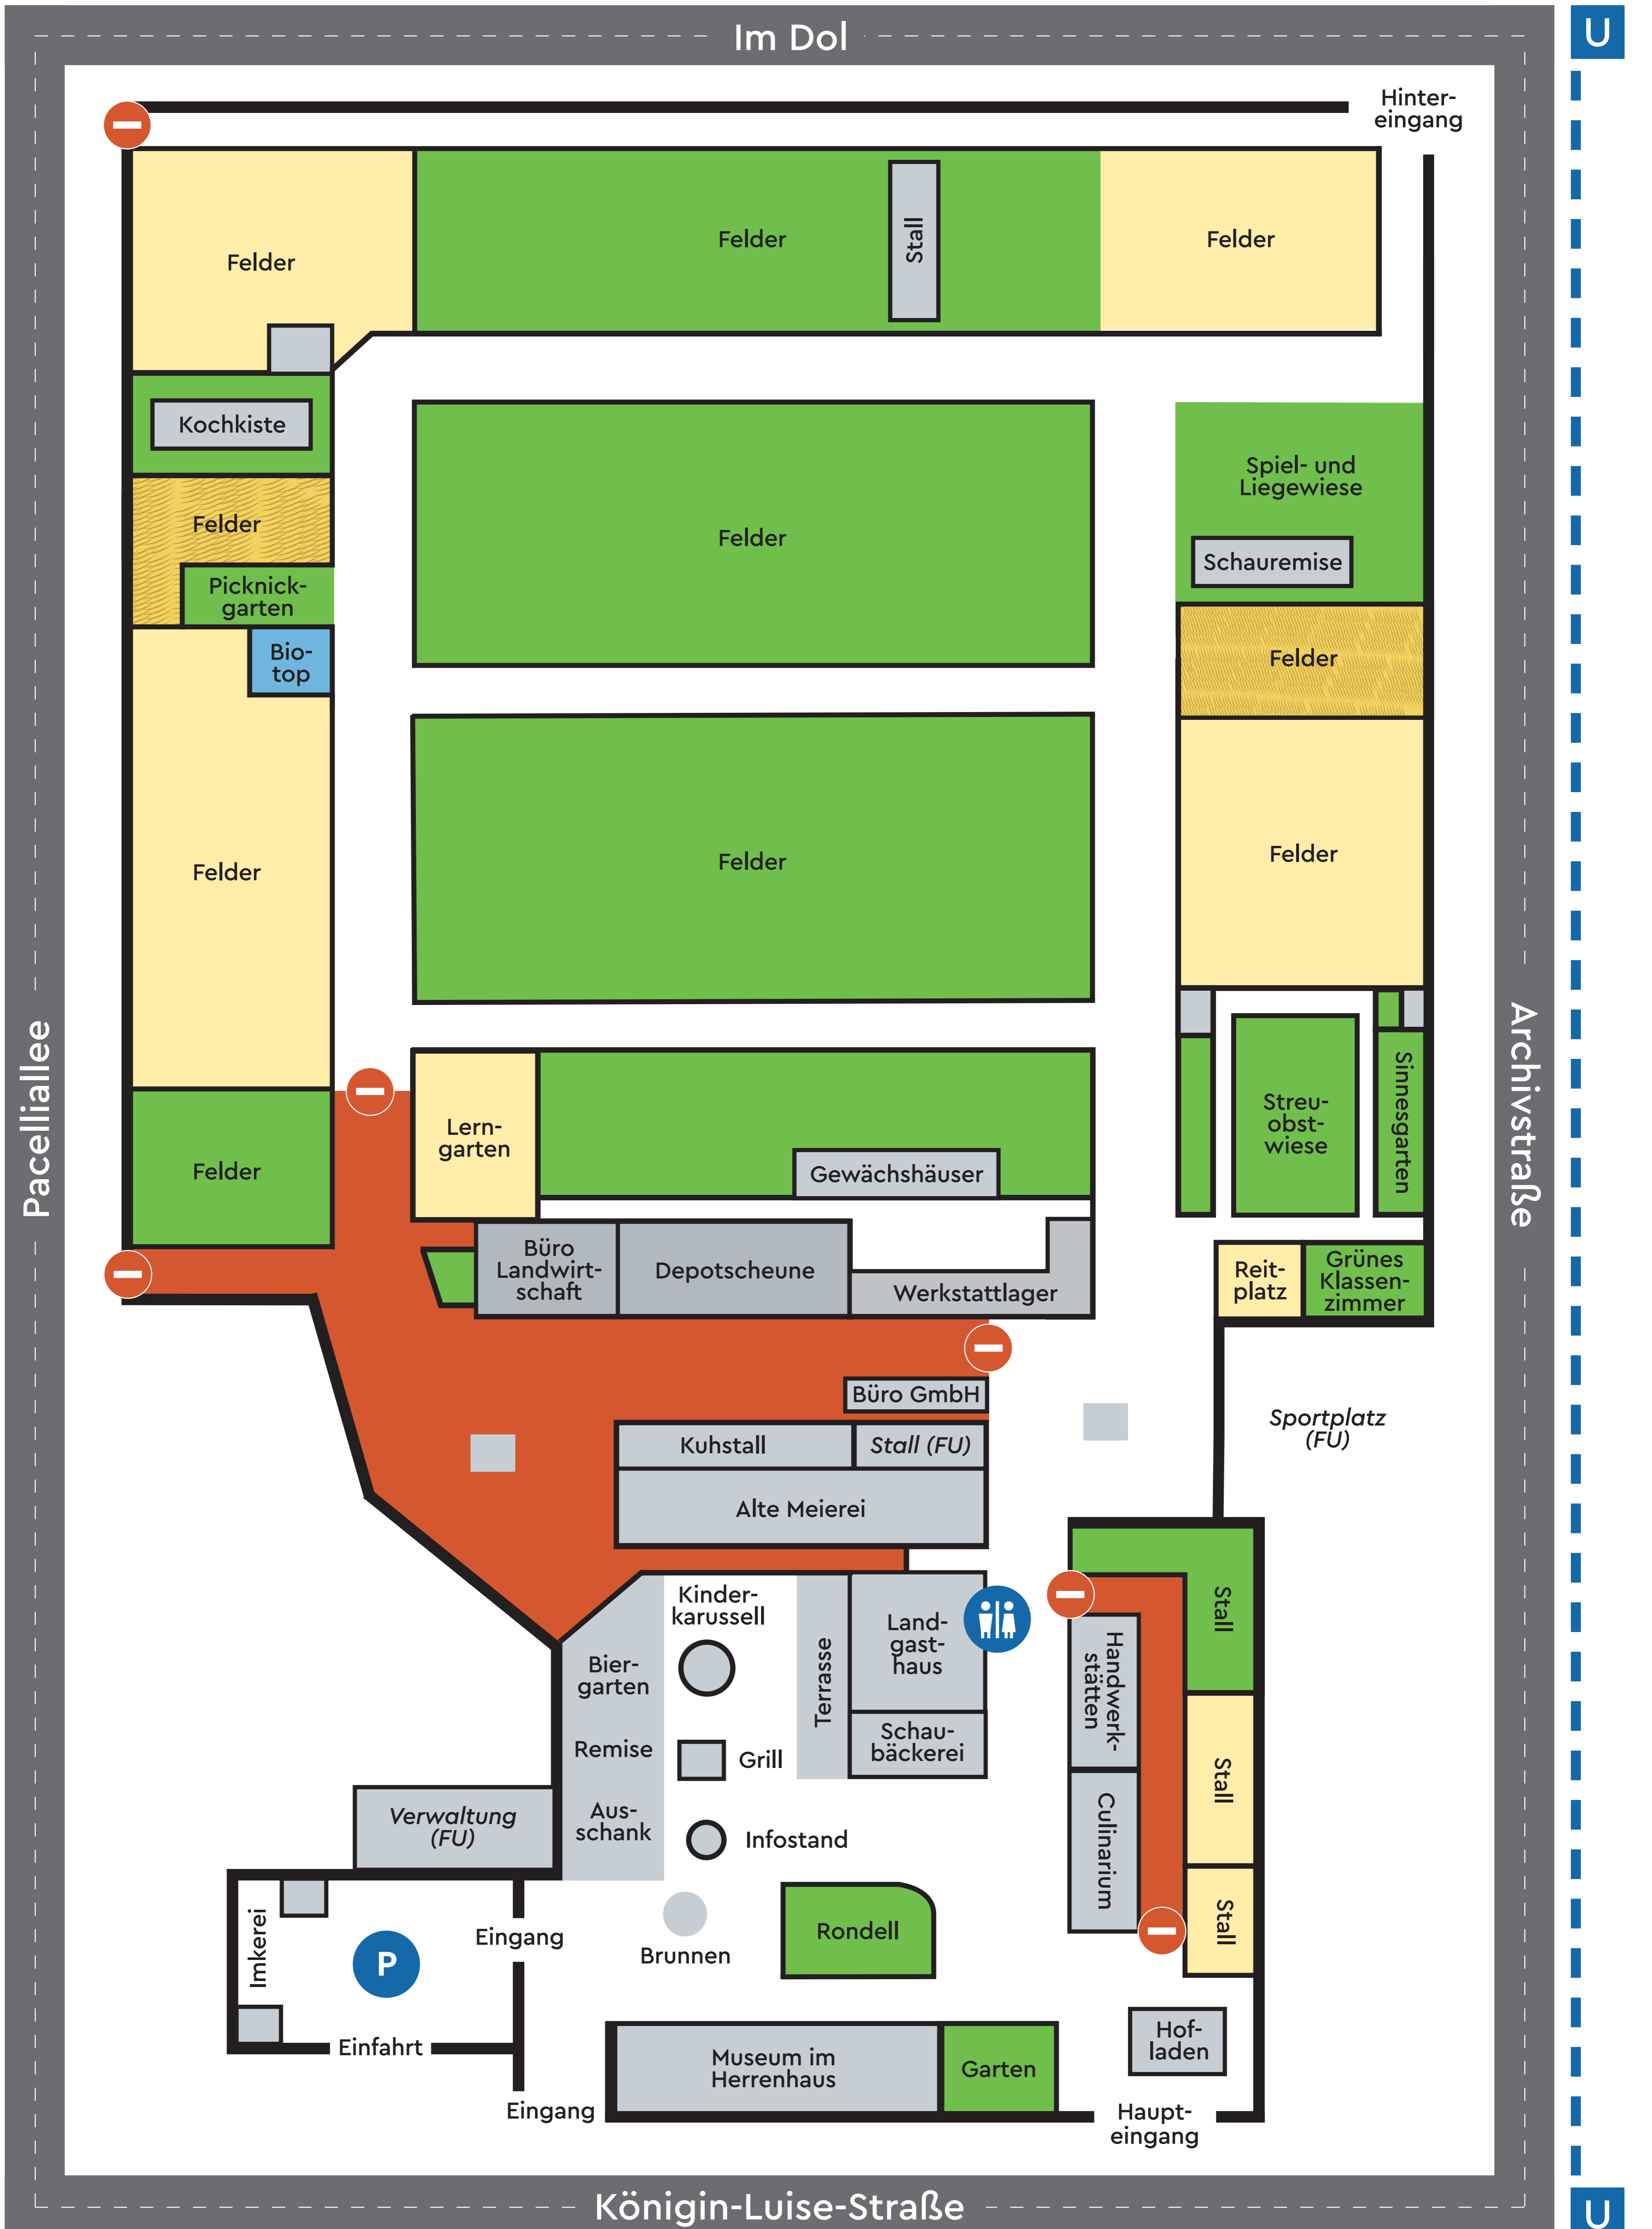 Im Dol
U
Hinter-
eingang
Felder
Felder
Stall
Felder
Kochkiste
Felder
Picknick-
garten
Bio-
top
Felder
Spiel- und
Liegewiese
Schauremise
Felder
Felder
Felder
Felder
Pacelliallee
Archivstraße
Felder
Lern-
garten
Gewächshäuser
Streu-
obst-
wiese
Sinnesgarten
Büro
Landwirt-
schaft
Depotscheune
Werkstattlager
Reit-
platz
Grünes
Klassen-
zimmer
Büro GmbH
Kuhstall
Stall (FU)
Alte Meierei
Sportplatz
(FU)
Kinder-
karussell
Bier-
garten
Remise
Aus-
schank
Grill
Infostand
Terrasse
Land-
gast-
haus
Schau-
bäckerei
Handwerk-
stätten
Culinarium
Stall
Stall
Stall
Verwaltung
(FU)
Imkerei
P
Eingang
Brunnen
Rondell
Einfahrt
Eingang
Museum im
Herrenhaus
Garten
Hof-
laden
Haupt-
eingang
Königin-Luise-Straße
U